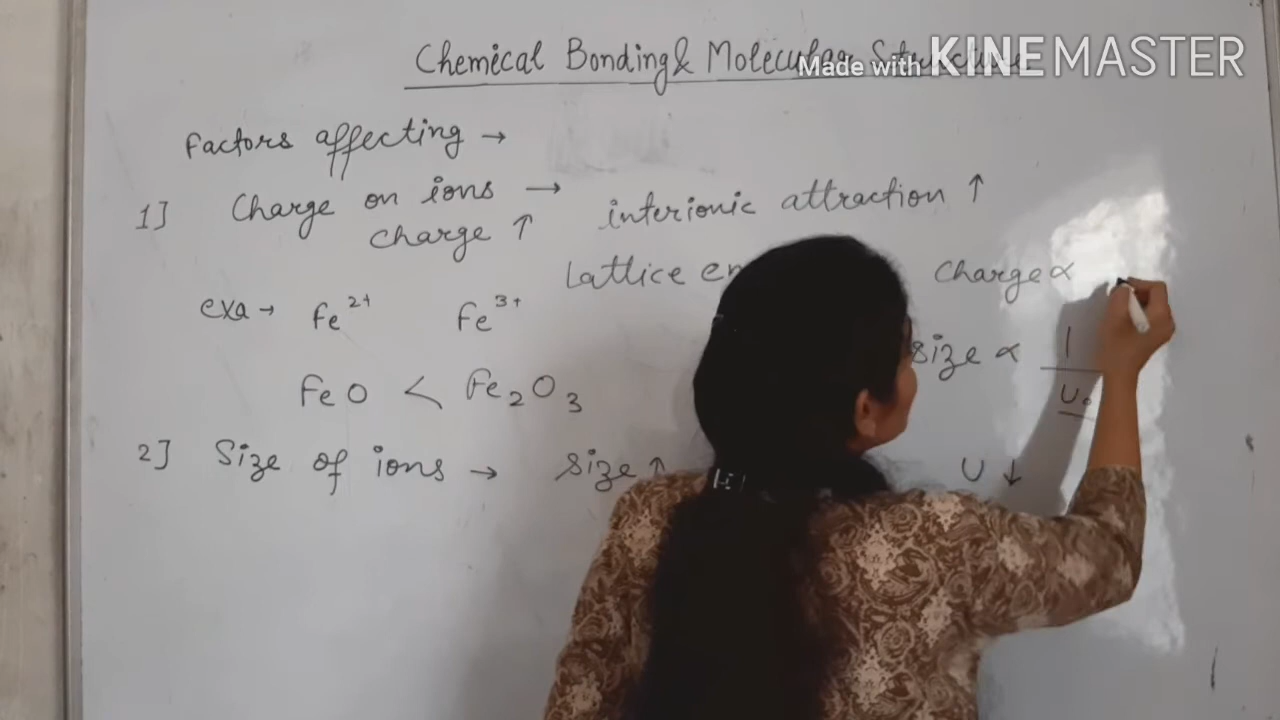 Chemical Bonding & Molecular Structure
Made with KINEMASTER
Factors affecting →
1] Charge on ions → interionic attraction ↑
charge ↑
Lattice en
Charge ∝
exa → Fe²⁺ Fe³⁺
size ∝ 1/U₀
FeO < Fe₂O₃
2] Size of ions → size ↑ U ↓